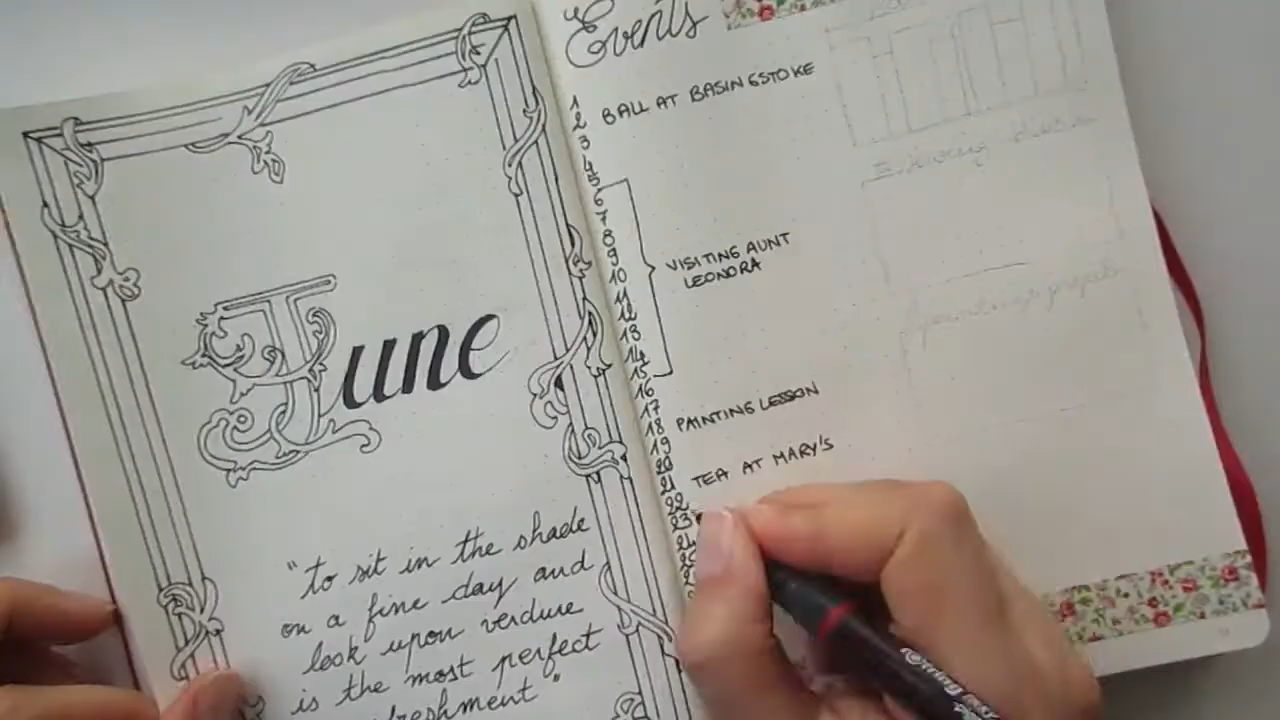 June
"to sit in the shade
on a fine day and
look upon verdure
is the most perfect
refreshment"
Events
1
2 BALL AT BASINGSTOKE
3
4
5
6
7
8
9
10
11
12
13
14
15
VISITING AUNT
LEONORA
16
17
18 PAINTING LESSON
19
20
21 TEA AT MARY'S
22
23
24